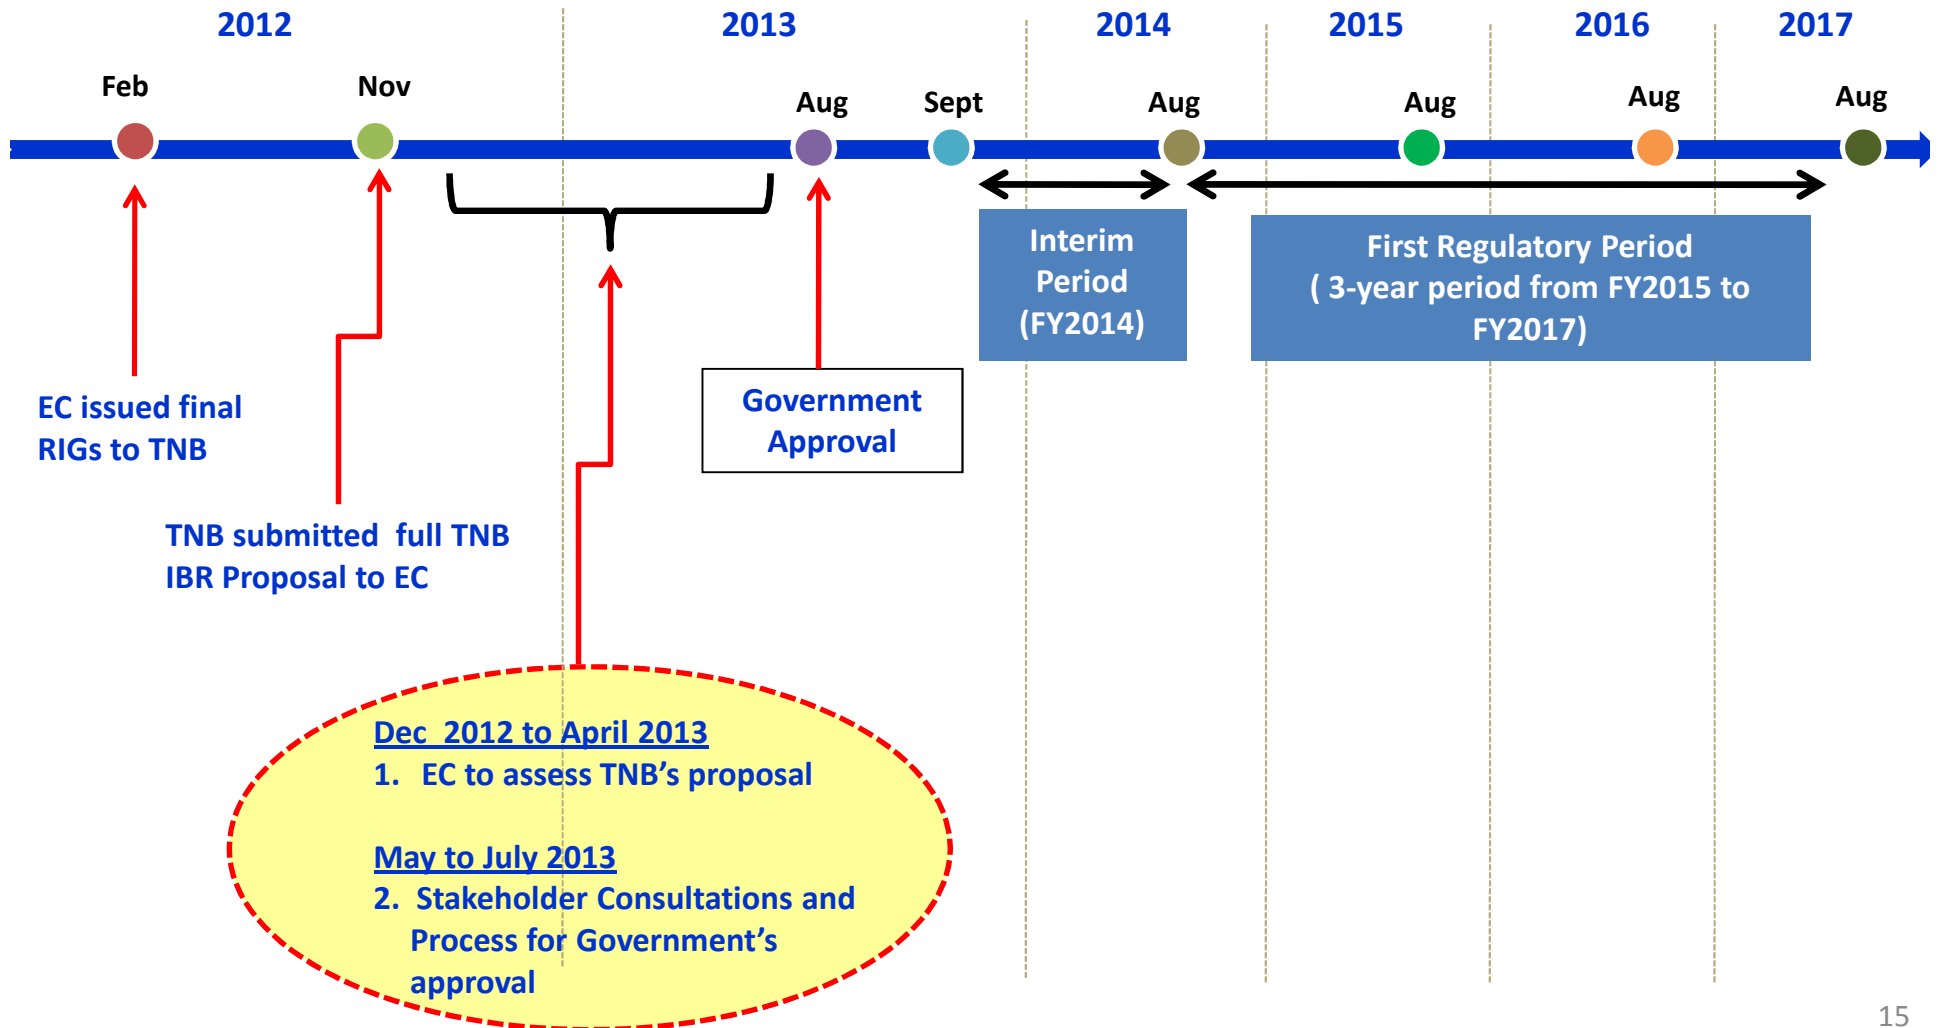 2012
2013
2014
2015
2016
2017
Feb
Nov
Aug
Sept
Aug
Aug
Aug
Aug
Interim
Period
(FY2014)
First Regulatory Period
( 3-year period from FY2015 to
FY2017)
EC issued final
RIGs to TNB
Government
Approval
TNB submitted  full TNB
IBR Proposal to EC
Dec  2012 to April 2013
1.  EC to assess TNB’s proposal
May to July 2013
2.  Stakeholder Consultations and
Process for Government’s
approval
15